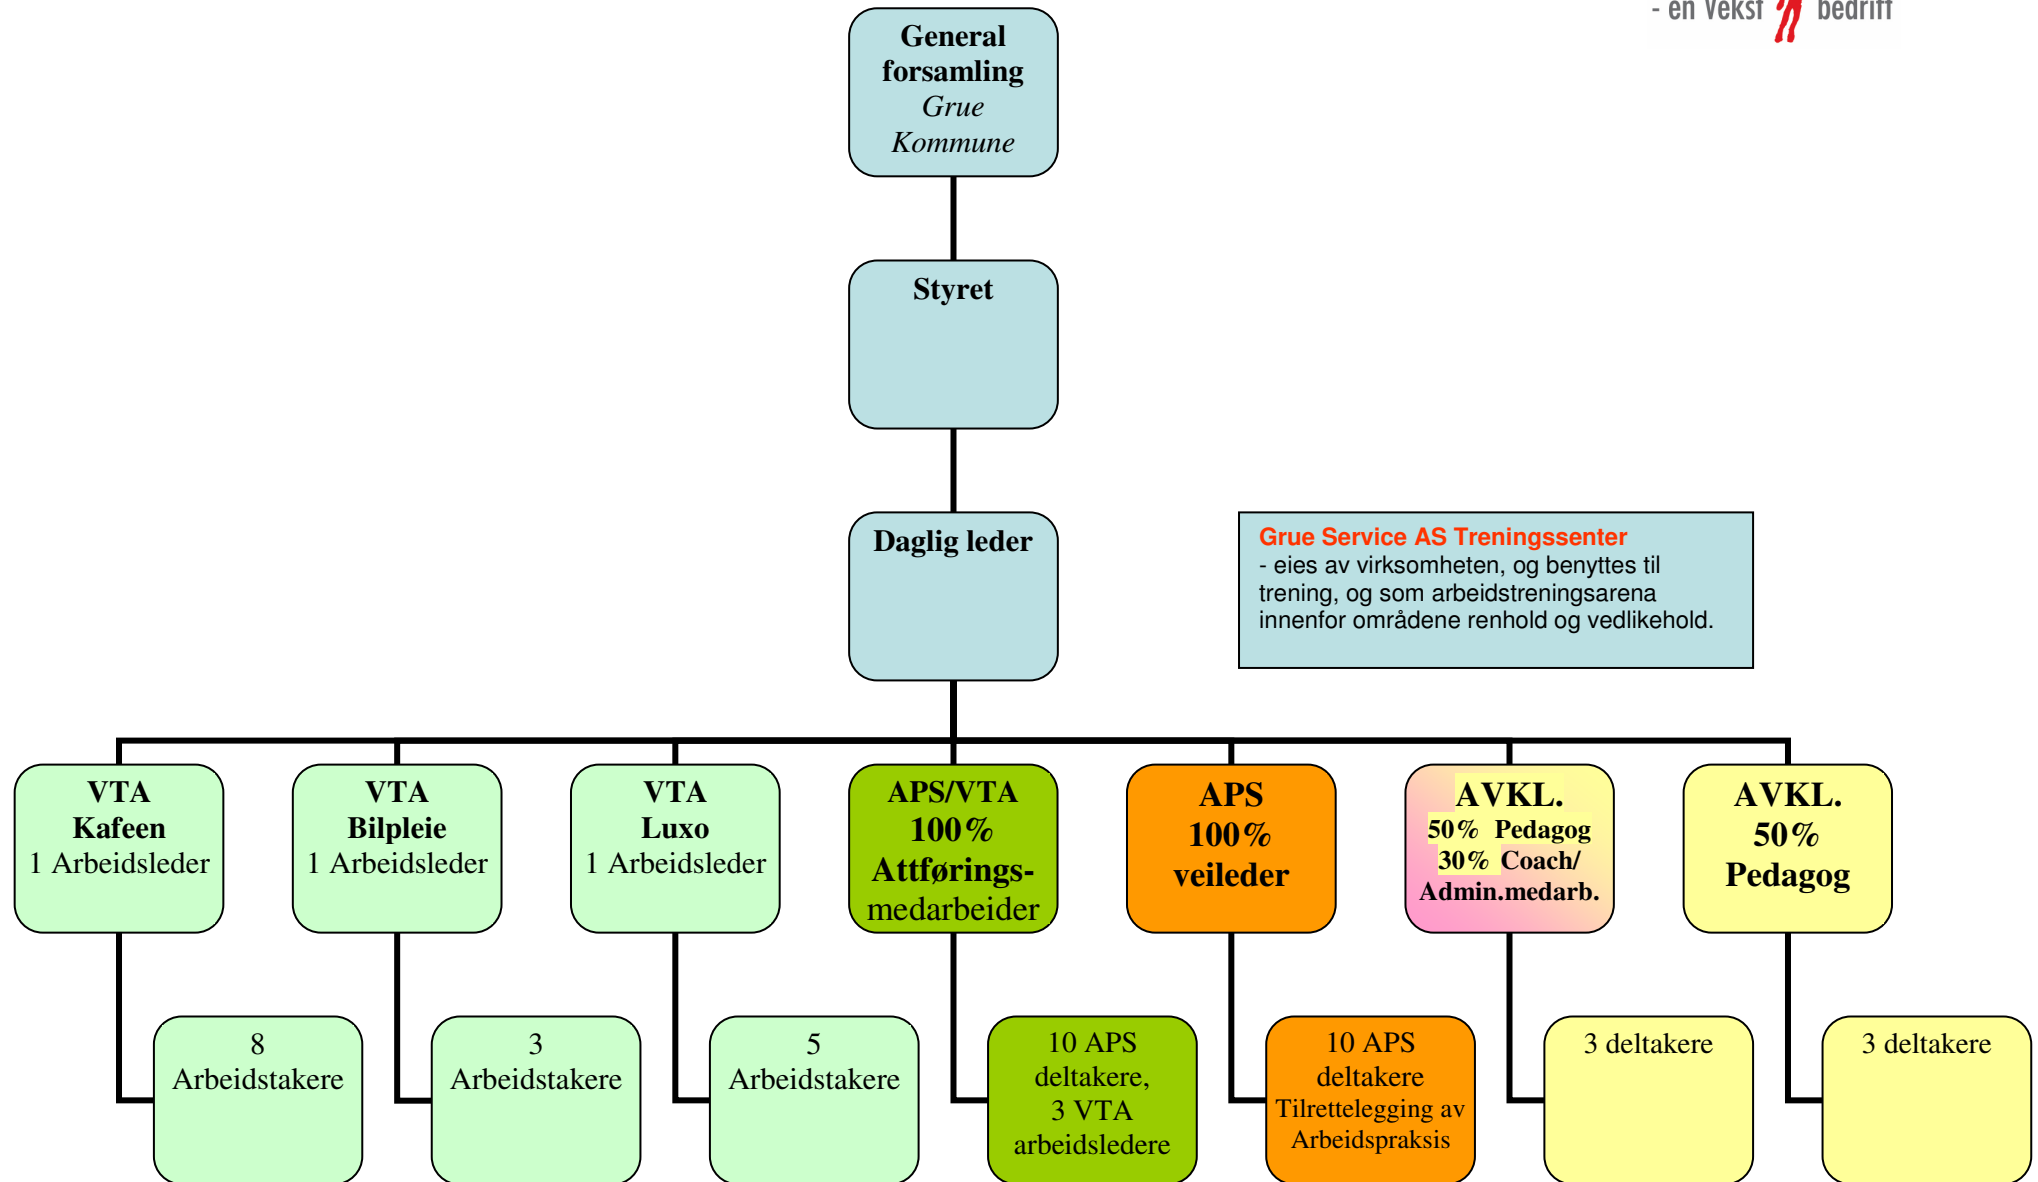 - en Vekst bedrift
General
forsamling
Grue
Kommune
Styret
Daglig leder
Grue Service AS Treningssenter
- eies av virksomheten, og benyttes til
trening, og som arbeidstreningsarena
innenfor områdene renhold og vedlikehold.
VTA
Kafeen
1 Arbeidsleder
VTA
Bilpleie
1 Arbeidsleder
VTA
Luxo
1 Arbeidsleder
APS/VTA
100%
Attførings-
medarbeider
APS
100%
veileder
AVKL.
50% Pedagog
30% Coach/
Admin.medarb.
AVKL.
50%
Pedagog
8
Arbeidstakere
3
Arbeidstakere
5
Arbeidstakere
10 APS
deltakere,
3 VTA
arbeidsledere
10 APS
deltakere
Tilrettelegging av
Arbeidspraksis
3 deltakere
3 deltakere